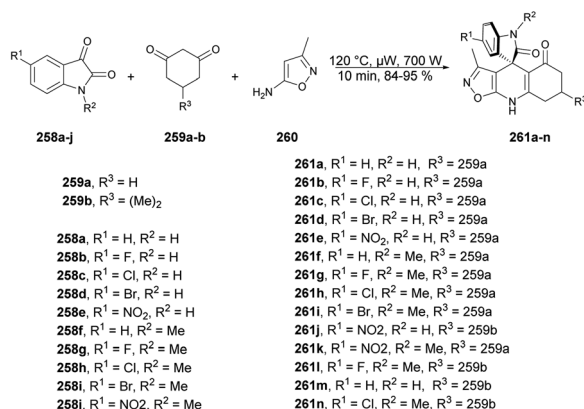 R1
O
O
N
R2
258a-j
+
O
O
R3
259a-b
+
H2N
O
N
260
120 °C, µW, 700 W
10 min, 84-95 %
R1
N
R2
O
O
N
O
N
H
R3
261a-n
259a, R3 = H
259b, R3 = (Me)2
258a, R1 = H, R2 = H
258b, R1 = F, R2 = H
258c, R1 = Cl, R2 = H
258d, R1 = Br, R2 = H
258e, R1 = NO2, R2 = H
258f, R1 = H, R2 = Me
258g, R1 = F, R2 = Me
258h, R1 = Cl, R2 = Me
258i, R1 = Br, R2 = Me
258j, R1 = NO2, R2 = Me
261a, R1 = H, R2 = H, R3 = 259a
261b, R1 = F, R2 = H, R3 = 259a
261c, R1 = Cl, R2 = H, R3 = 259a
261d, R1 = Br, R2 = H, R3 = 259a
261e, R1 = NO2, R2 = H, R3 = 259a
261f, R1 = H, R2 = Me, R3 = 259a
261g, R1 = F, R2 = Me, R3 = 259a
261h, R1 = Cl, R2 = Me, R3 = 259a
261i, R1 = Br, R2 = Me, R3 = 259a
261j, R1 = NO2, R2 = H, R3 = 259b
261k, R1 = NO2, R2 = Me, R3 = 259a
261l, R1 = F, R2 = Me, R3 = 259b
261m, R1 = H, R2 = H, R3 = 259b
261n, R1 = Cl, R2 = Me, R3 = 259b